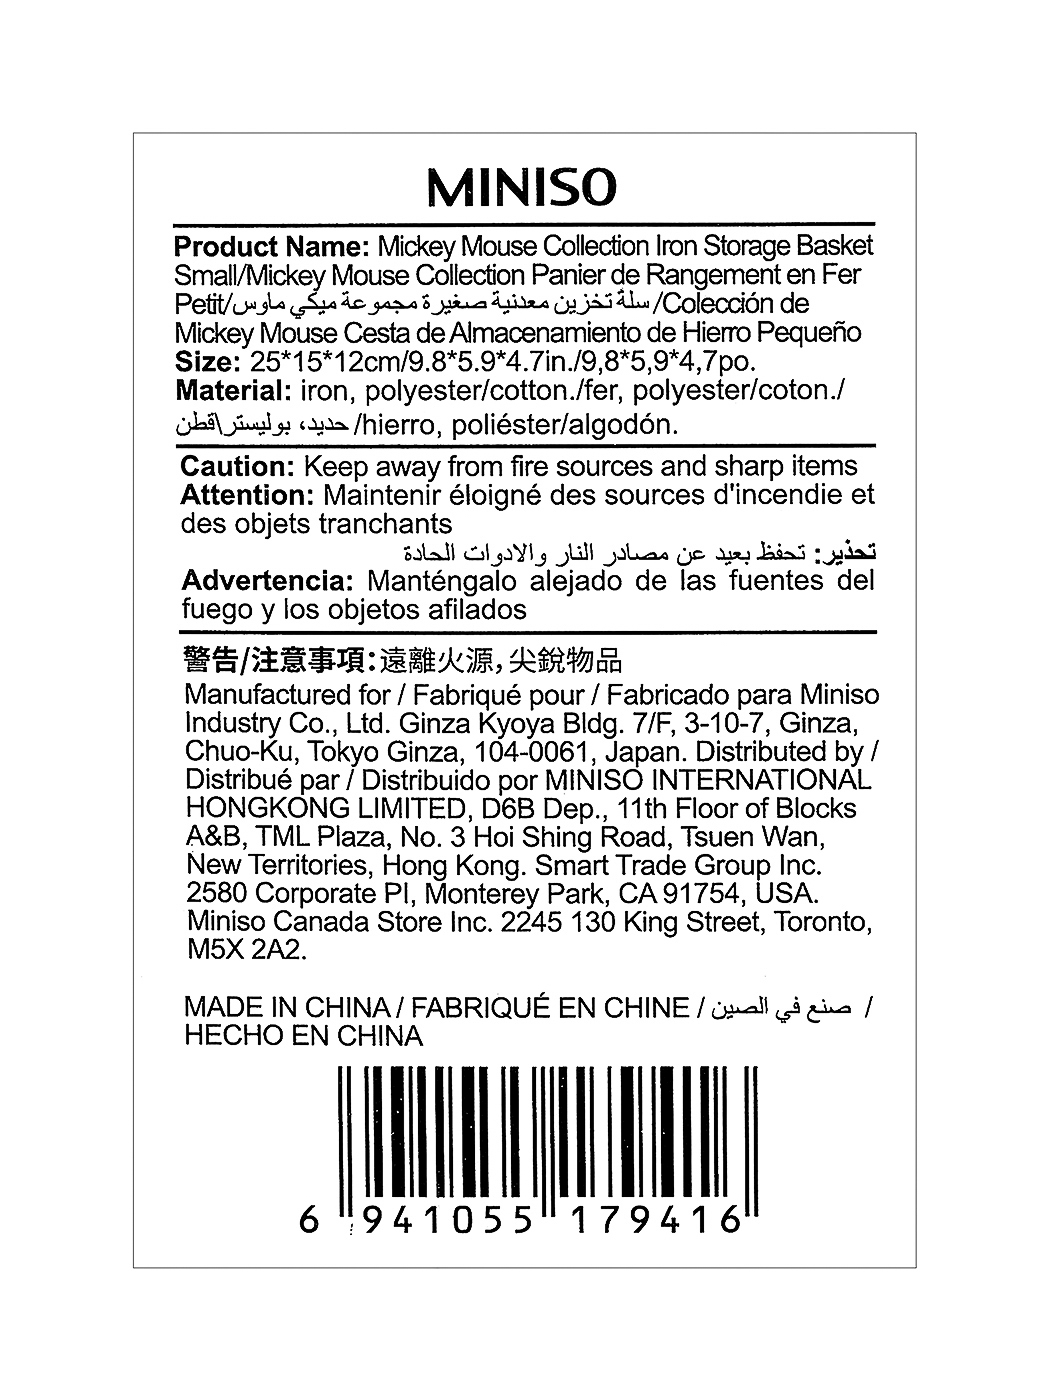 MINISO
Product Name: Mickey Mouse Collection Iron Storage Basket
Small/Mickey Mouse Collection Panier de Rangement en Fer
Petit/سلة تخزين معدنية صغيرة مجموعة ميكي ماوس/Colección de
Mickey Mouse Cesta de Almacenamiento de Hierro Pequeño
Size: 25*15*12cm/9.8*5.9*4.7in./9,8*5,9*4,7po.
Material: iron, polyester/cotton./fer, polyester/coton./
حديد، بوليستر\قطن/hierro, poliéster/algodón.
Caution: Keep away from fire sources and sharp items
Attention: Maintenir éloigné des sources d'incendie et
des objets tranchants
تحذير: تحفظ بعيد عن مصادر النار والادوات الحادة
Advertencia: Manténgalo alejado de las fuentes del
fuego y los objetos afilados
警告/注意事項:遠離火源,尖銳物品
Manufactured for / Fabriqué pour / Fabricado para Miniso
Industry Co., Ltd. Ginza Kyoya Bldg. 7/F, 3-10-7, Ginza,
Chuo-Ku, Tokyo Ginza, 104-0061, Japan. Distributed by /
Distribué par / Distribuido por MINISO INTERNATIONAL
HONGKONG LIMITED, D6B Dep., 11th Floor of Blocks
A&B, TML Plaza, No. 3 Hoi Shing Road, Tsuen Wan,
New Territories, Hong Kong. Smart Trade Group Inc.
2580 Corporate Pl, Monterey Park, CA 91754, USA.
Miniso Canada Store Inc. 2245 130 King Street, Toronto,
M5X 2A2.
MADE IN CHINA / FABRIQUÉ EN CHINE / صنع في الصين /
HECHO EN CHINA
6 941055 179416